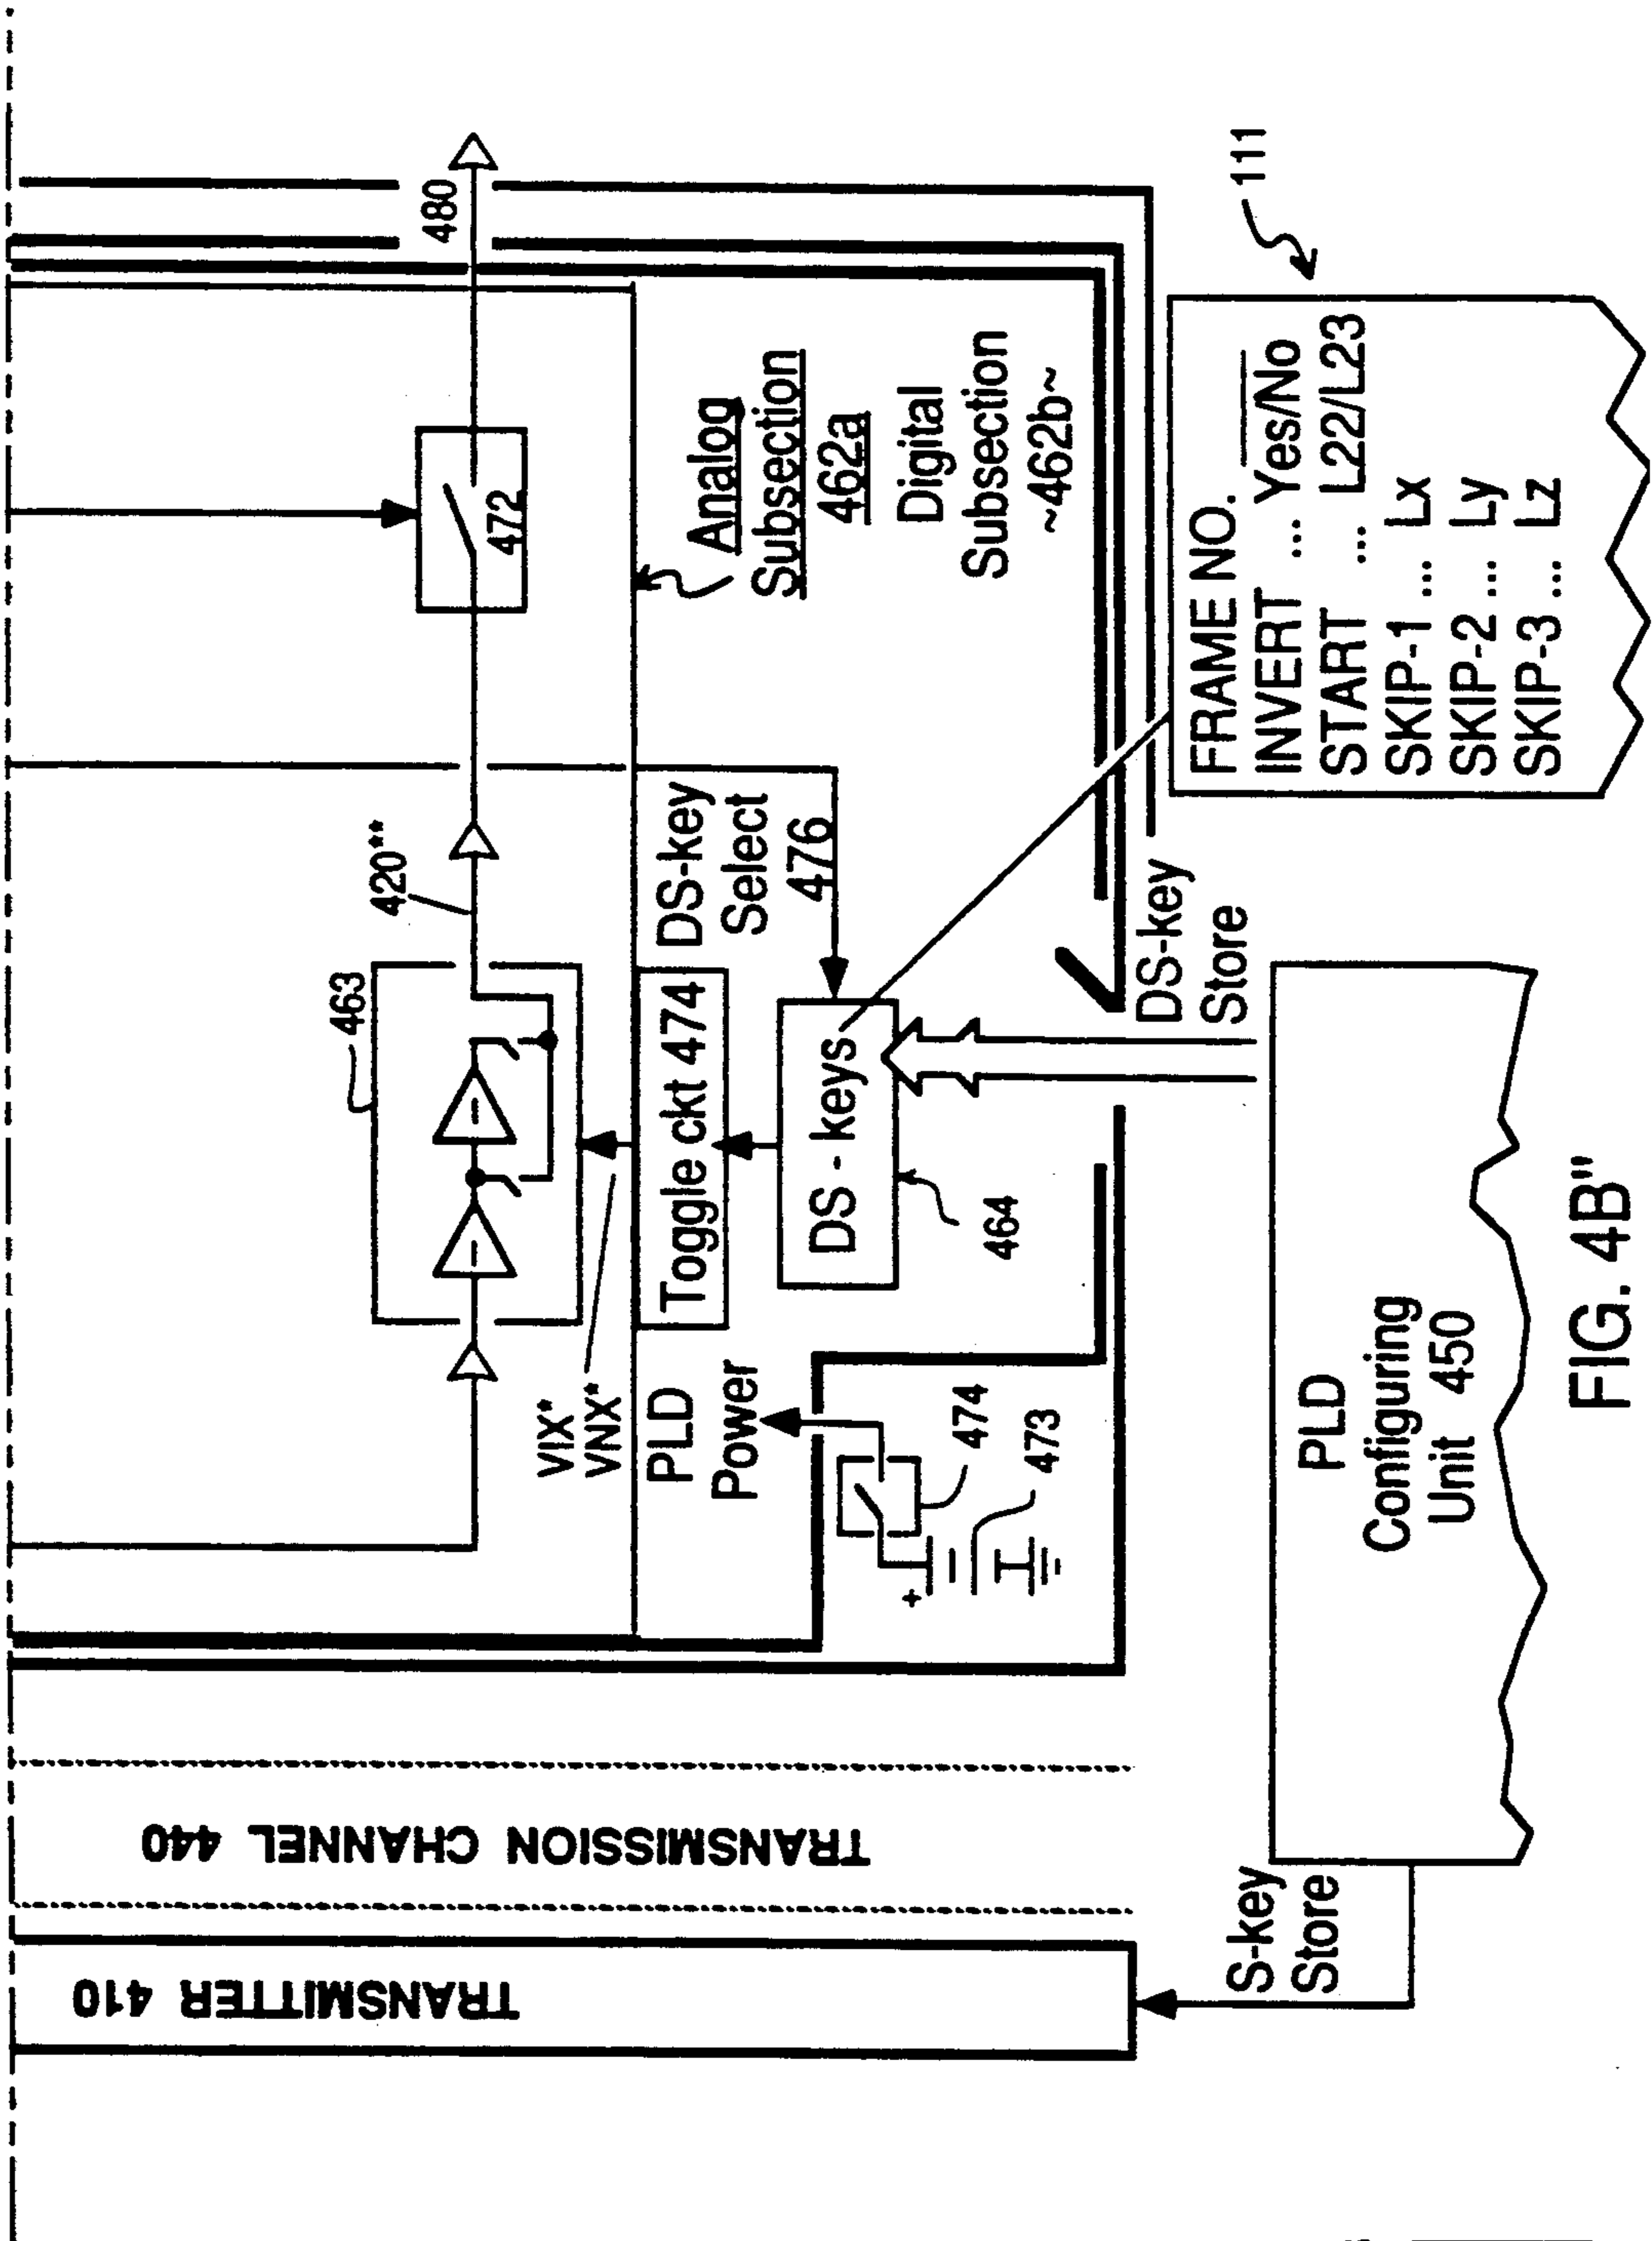 TRANSMITTER 410
TRANSMISSION CHANNEL 440
463
420**
480
472
VIX*
VNX*
PLD
Power
Toggle ckt 474
DS-key
Select
476
Analog
Subsection
462a
Digital
Subsection
~462b~
DS - keys
464
474
473
+
DS-key
Store
S-key
Store
PLD
Configuring
Unit 450
111
FRAME NO.
INVERT ... Yes/No
START ... L22/L23
SKIP-1 ... Lx
SKIP-2 ... Ly
SKIP-3 ... Lz
FIG. 4B"